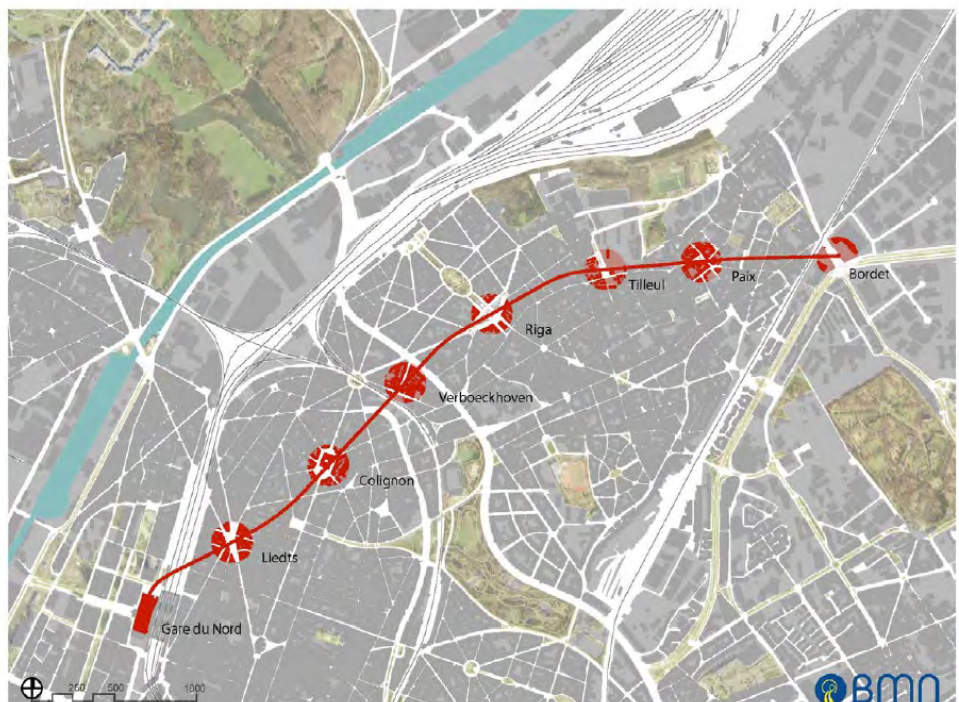 Bordet
Paix
Tilleul
Riga
Verboeckhoven
Colignon
Liedts
Gare du Nord
250 500 1000
BMN